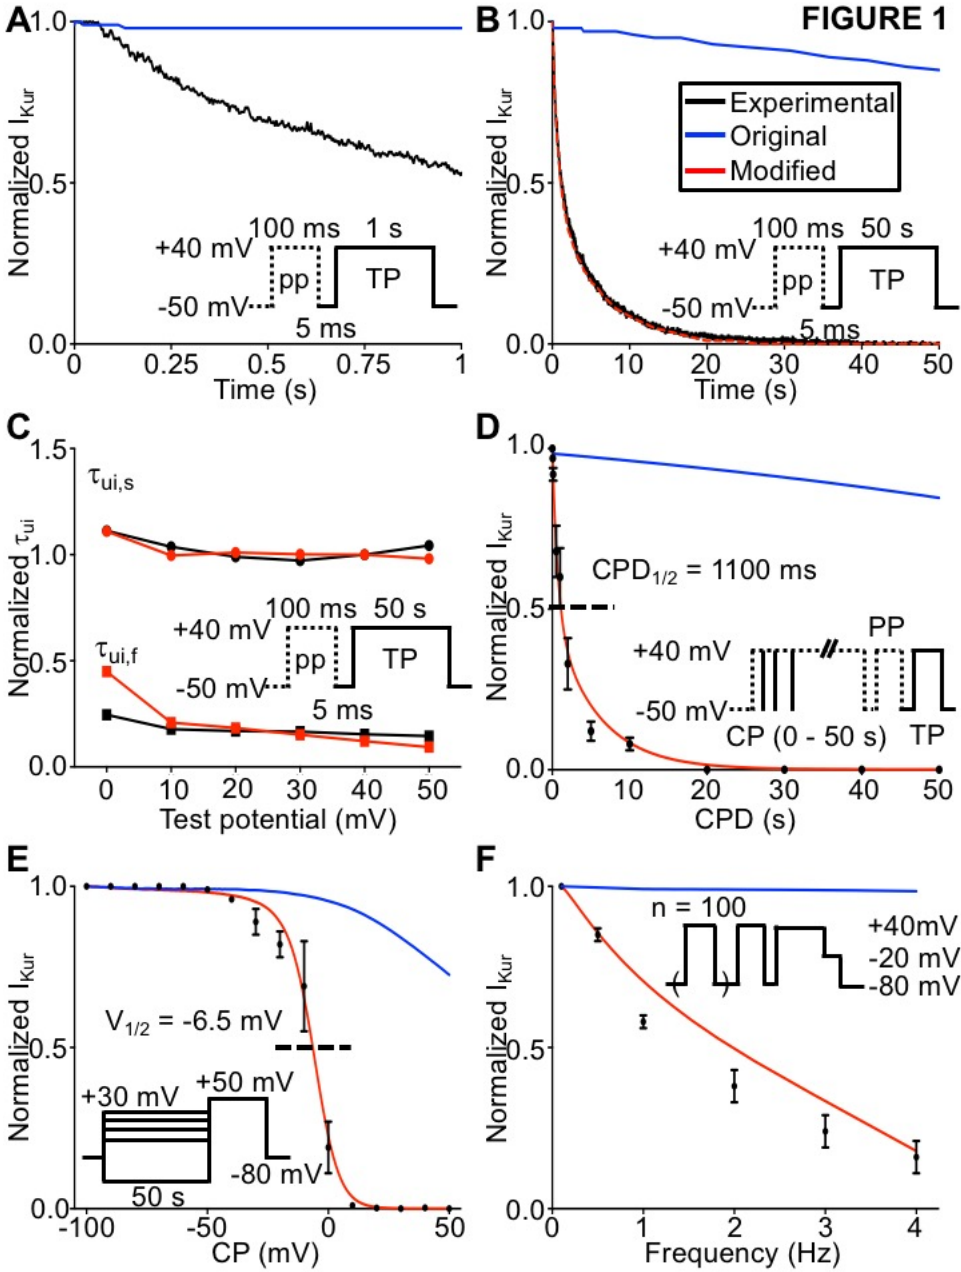 FIGURE 1
A
1.0
0.5
0.0
Normalized I_Kur
+40 mV
-50 mV
100 ms
1 s
pp
TP
5 ms
0
0.25
0.5
0.75
1
Time (s)
B
1.0
0.5
0.0
Normalized I_Kur
Experimental
Original
Modified
+40 mV
-50 mV
100 ms
50 s
pp
TP
5 ms
0
10
20
30
40
50
Time (s)
C
1.5
1.0
0.5
0.0
Normalized τ_ui
τ_ui,s
τ_ui,f
+40 mV
-50 mV
100 ms
50 s
pp
TP
5 ms
0
10
20
30
40
50
Test potential (mV)
D
1.0
0.5
0.0
Normalized I_Kur
CPD_1/2 = 1100 ms
+40 mV
-50 mV
PP
CP (0 - 50 s)
TP
0
10
20
30
40
50
CPD (s)
E
1.0
0.5
0.0
Normalized I_Kur
V_1/2 = -6.5 mV
+30 mV
+50 mV
-80 mV
50 s
-100
-50
0
50
CP (mV)
F
1.0
0.5
0.0
Normalized I_Kur
n = 100
( )
+40mV
-20 mV
-80 mV
0
1
2
3
4
Frequency (Hz)